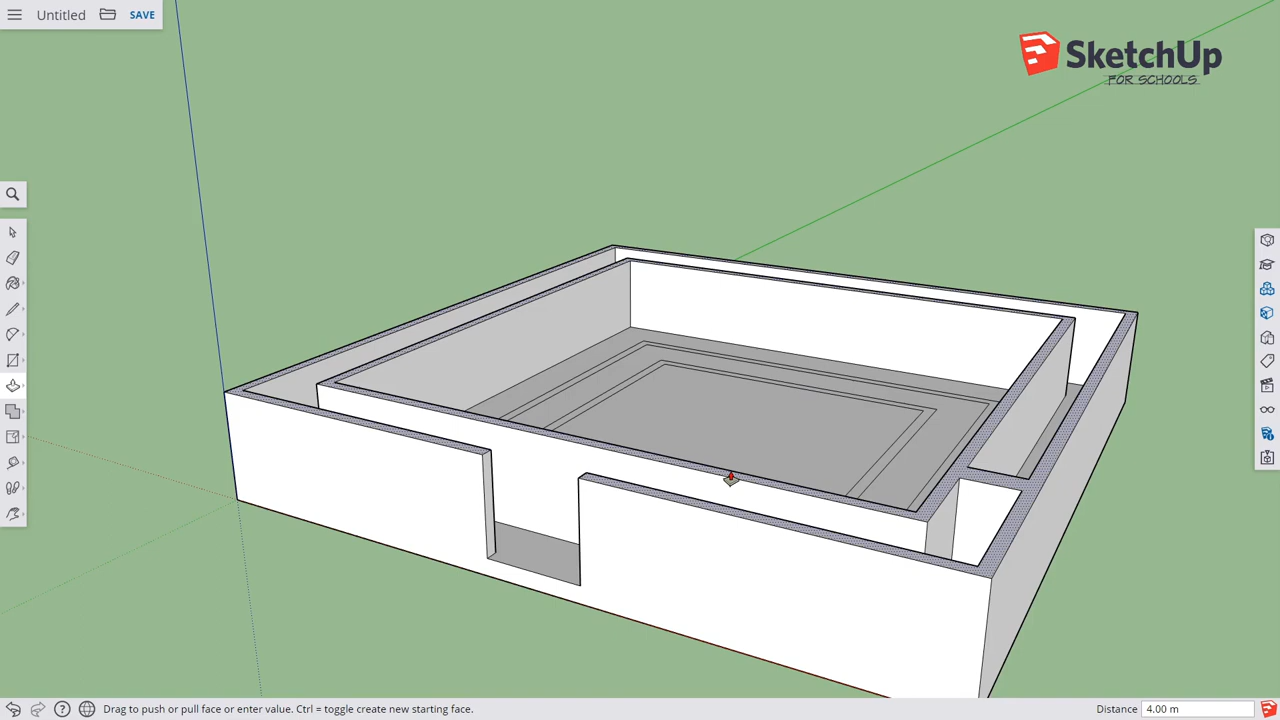 Untitled
SAVE
SketchUp
FOR SCHOOLS
Drag to push or pull face or enter value. Ctrl = toggle create new starting face.
Distance 4.00 m